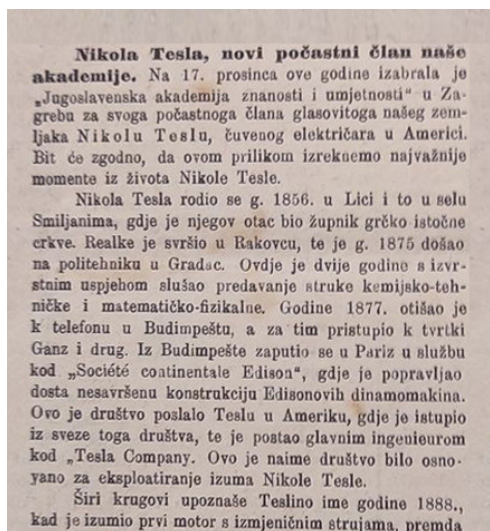 Nikola Tesla, novi počastni član naše
akademije. Na 17. prosinca ove godine izabrala je
„Jugoslavenska akademija znanosti i umjetnosti“ u Za-
grebu za svoga počastnoga člana glasovitoga našeg zem-
ljaka Nikolu Teslu, čuvenog električara u Americi.
Bit će zgodno, da ovom prilikom izreknemo najvažnije
momente iz života Nikole Tesle.
Nikola Tesla rodio se g. 1856. u Lici i to u selu
Smiljanima, gdje je njegov otac bio župnik grčko istočne
crkve. Realke je svršio u Rakovcu, te je g. 1875 došao
na politehniku u Gradac. Ovdje je dvije godine s izvr-
stnim uspjehom slušao predavanje struke kemijsko-teh-
ničke i matematičko-fizikalne. Godine 1877. otišao je
k telefonu u Budimpeštu, a za tim pristupio k tvrtki
Ganz i drug. Iz Budimpešte zaputio se u Pariz u službu
kod „Société continentale Edison“, gdje je popravljao
dosta nesavršenu konstrukciju Edisonovih dinamomakina.
Ovo je društvo poslalo Teslu u Ameriku, gdje je istupio
iz sveze toga društva, te je postao glavnim ingenieurom
kod „Tesla Company. Ovo je naime društvo bilo osno-
vano za eksploatiranje izuma Nikole Tesle.
Širi krugovi upoznaše Teslino ime godine 1888.,
kad je izumio prvi motor s izmjeničnim strujama, premda